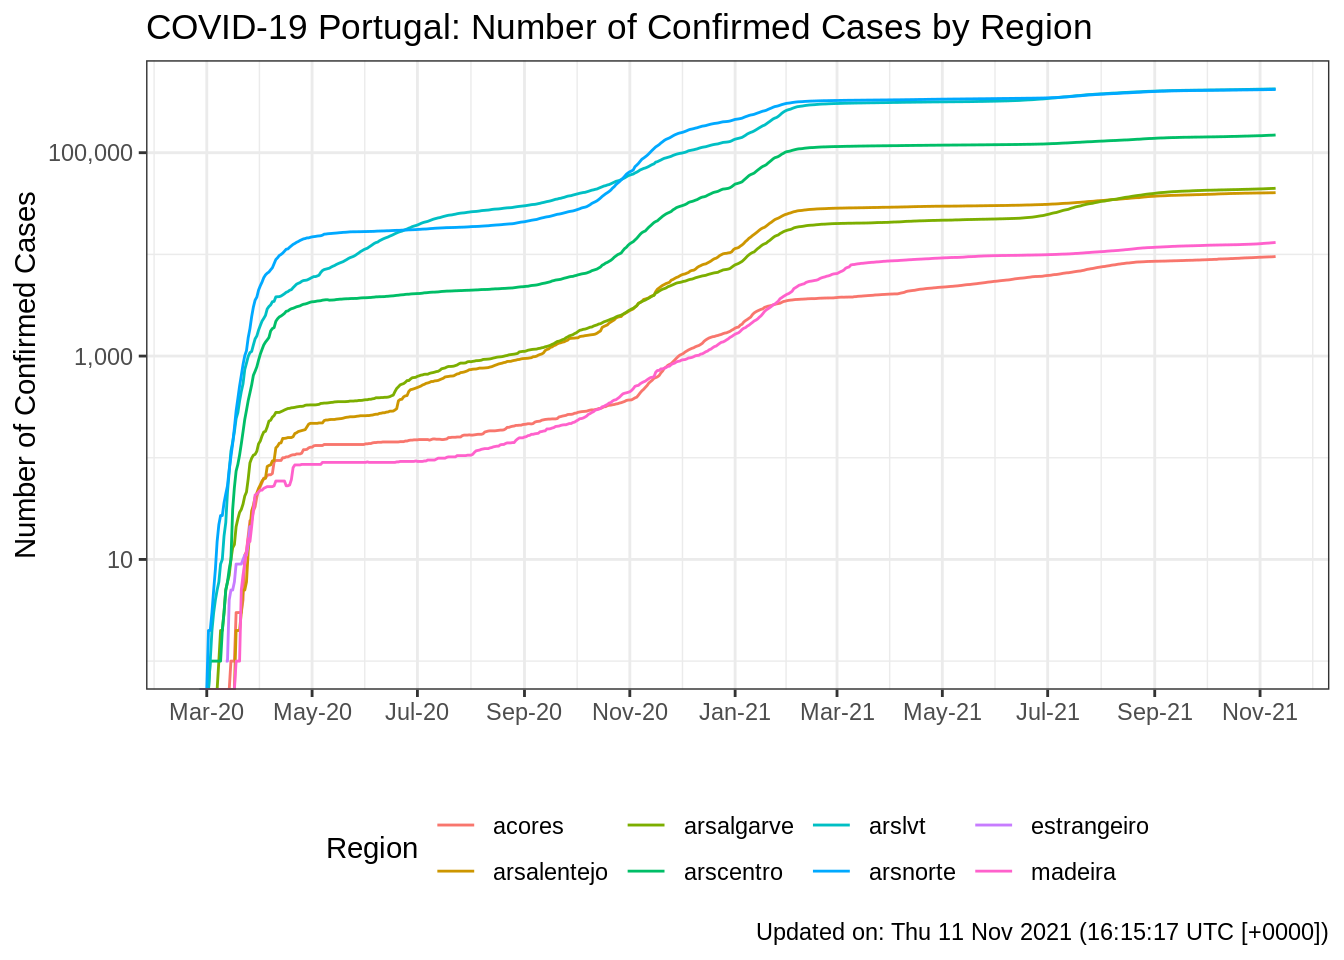 COVID-19 Portugal: Number of Confirmed Cases by Region
Number of Confirmed Cases
100,000
1,000
10
Mar-20 May-20 Jul-20 Sep-20 Nov-20 Jan-21 Mar-21 May-21 Jul-21 Sep-21 Nov-21
Region
acores arsalgarve arslvt estrangeiro
arsalentejo arscentro arsnorte madeira
Updated on: Thu 11 Nov 2021 (16:15:17 UTC [+0000])